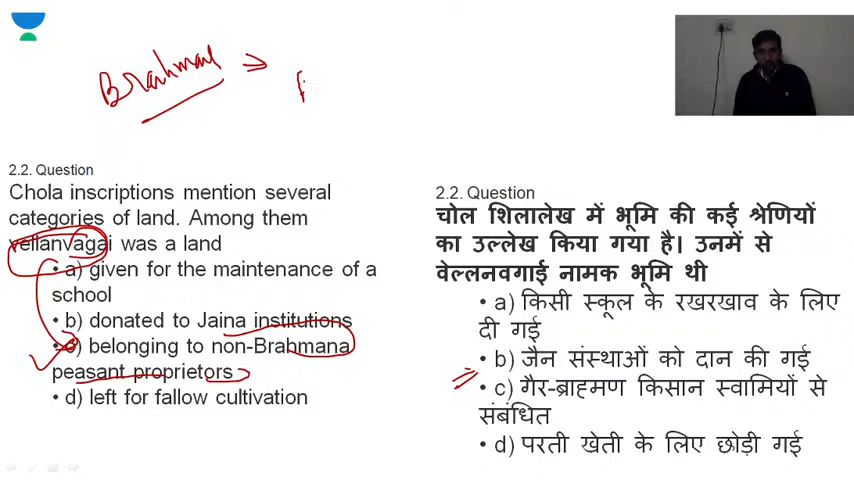 Brahmae
2.2. Question
Chola inscriptions mention several
categories of land. Among them
vellanvagai was a land
• a) given for the maintenance of a
school
• b) donated to Jaina institutions
• c) belonging to non-Brahmana
peasant proprietors
• d) left for fallow cultivation
2.2. Question
चोल शिलालेख में भूमि की कई श्रेणियों
का उल्लेख किया गया है। उनमें से
वेल्लनवगाई नामक भूमि थी
• a) किसी स्कूल के रखरखाव के लिए
दी गई
• b) जैन संस्थाओं को दान की गई
• c) गैर-ब्राह्मण किसान स्वामियों से
संबंधित
• d) परती खेती के लिए छोड़ी गई